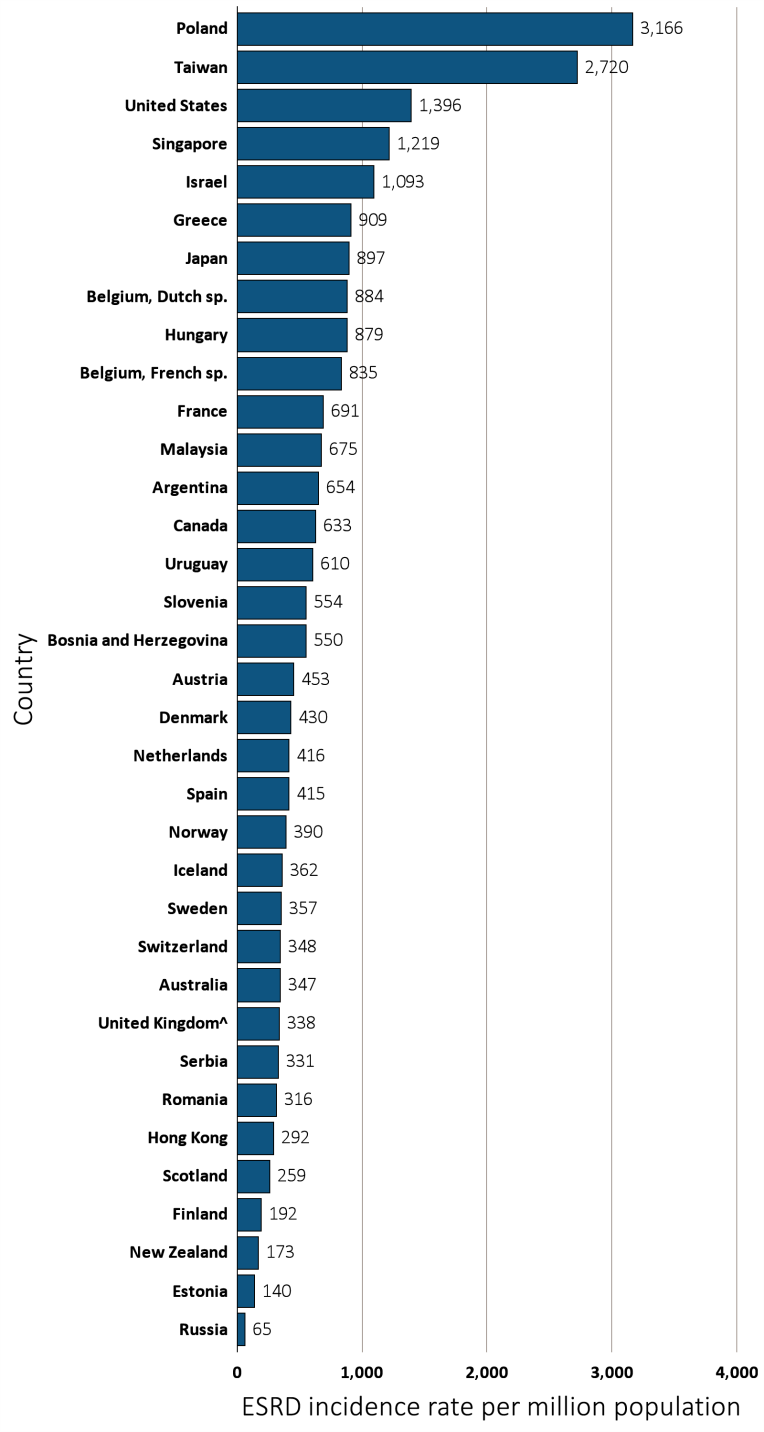 Poland 3,166
Taiwan 2,720
United States 1,396
Singapore 1,219
Israel 1,093
Greece 909
Japan 897
Belgium, Dutch sp. 884
Hungary 879
Belgium, French sp. 835
France 691
Malaysia 675
Argentina 654
Canada 633
Uruguay 610
Slovenia 554
Bosnia and Herzegovina 550
Austria 453
Denmark 430
Netherlands 416
Spain 415
Norway 390
Iceland 362
Sweden 357
Switzerland 348
Australia 347
United Kingdom^ 338
Serbia 331
Romania 316
Hong Kong 292
Scotland 259
Finland 192
New Zealand 173
Estonia 140
Russia 65
Country
0 1,000 2,000 3,000 4,000
ESRD incidence rate per million population